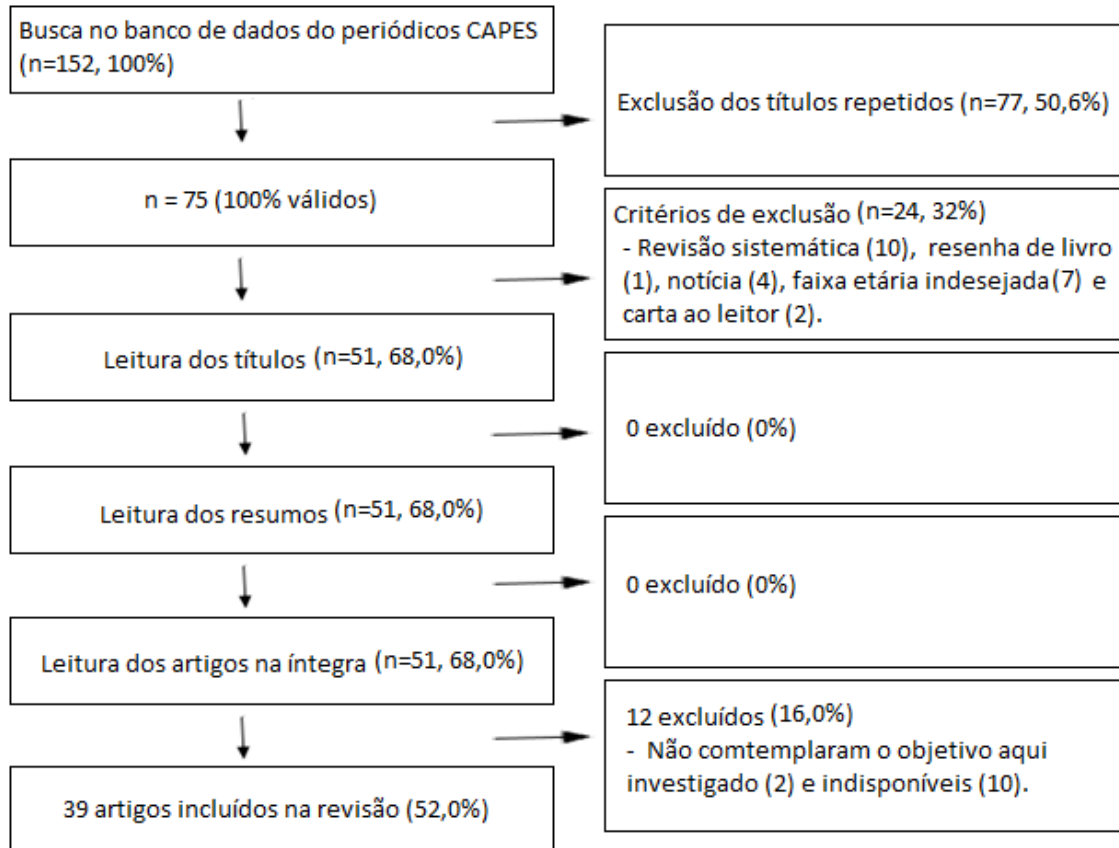 Busca no banco de dados do periódicos CAPES
(n=152, 100%)
Exclusão dos títulos repetidos (n=77, 50,6%)
n = 75 (100% válidos)
Critérios de exclusão (n=24, 32%)
- Revisão sistemática (10), resenha de livro
(1), notícia (4), faixa etária indesejada(7) e
carta ao leitor (2).
Leitura dos títulos (n=51, 68,0%)
0 excluído (0%)
Leitura dos resumos (n=51, 68,0%)
0 excluído (0%)
Leitura dos artigos na íntegra (n=51, 68,0%)
12 excluídos (16,0%)
- Não comtemplaram o objetivo aqui
investigado (2) e indisponíveis (10).
39 artigos incluídos na revisão (52,0%)